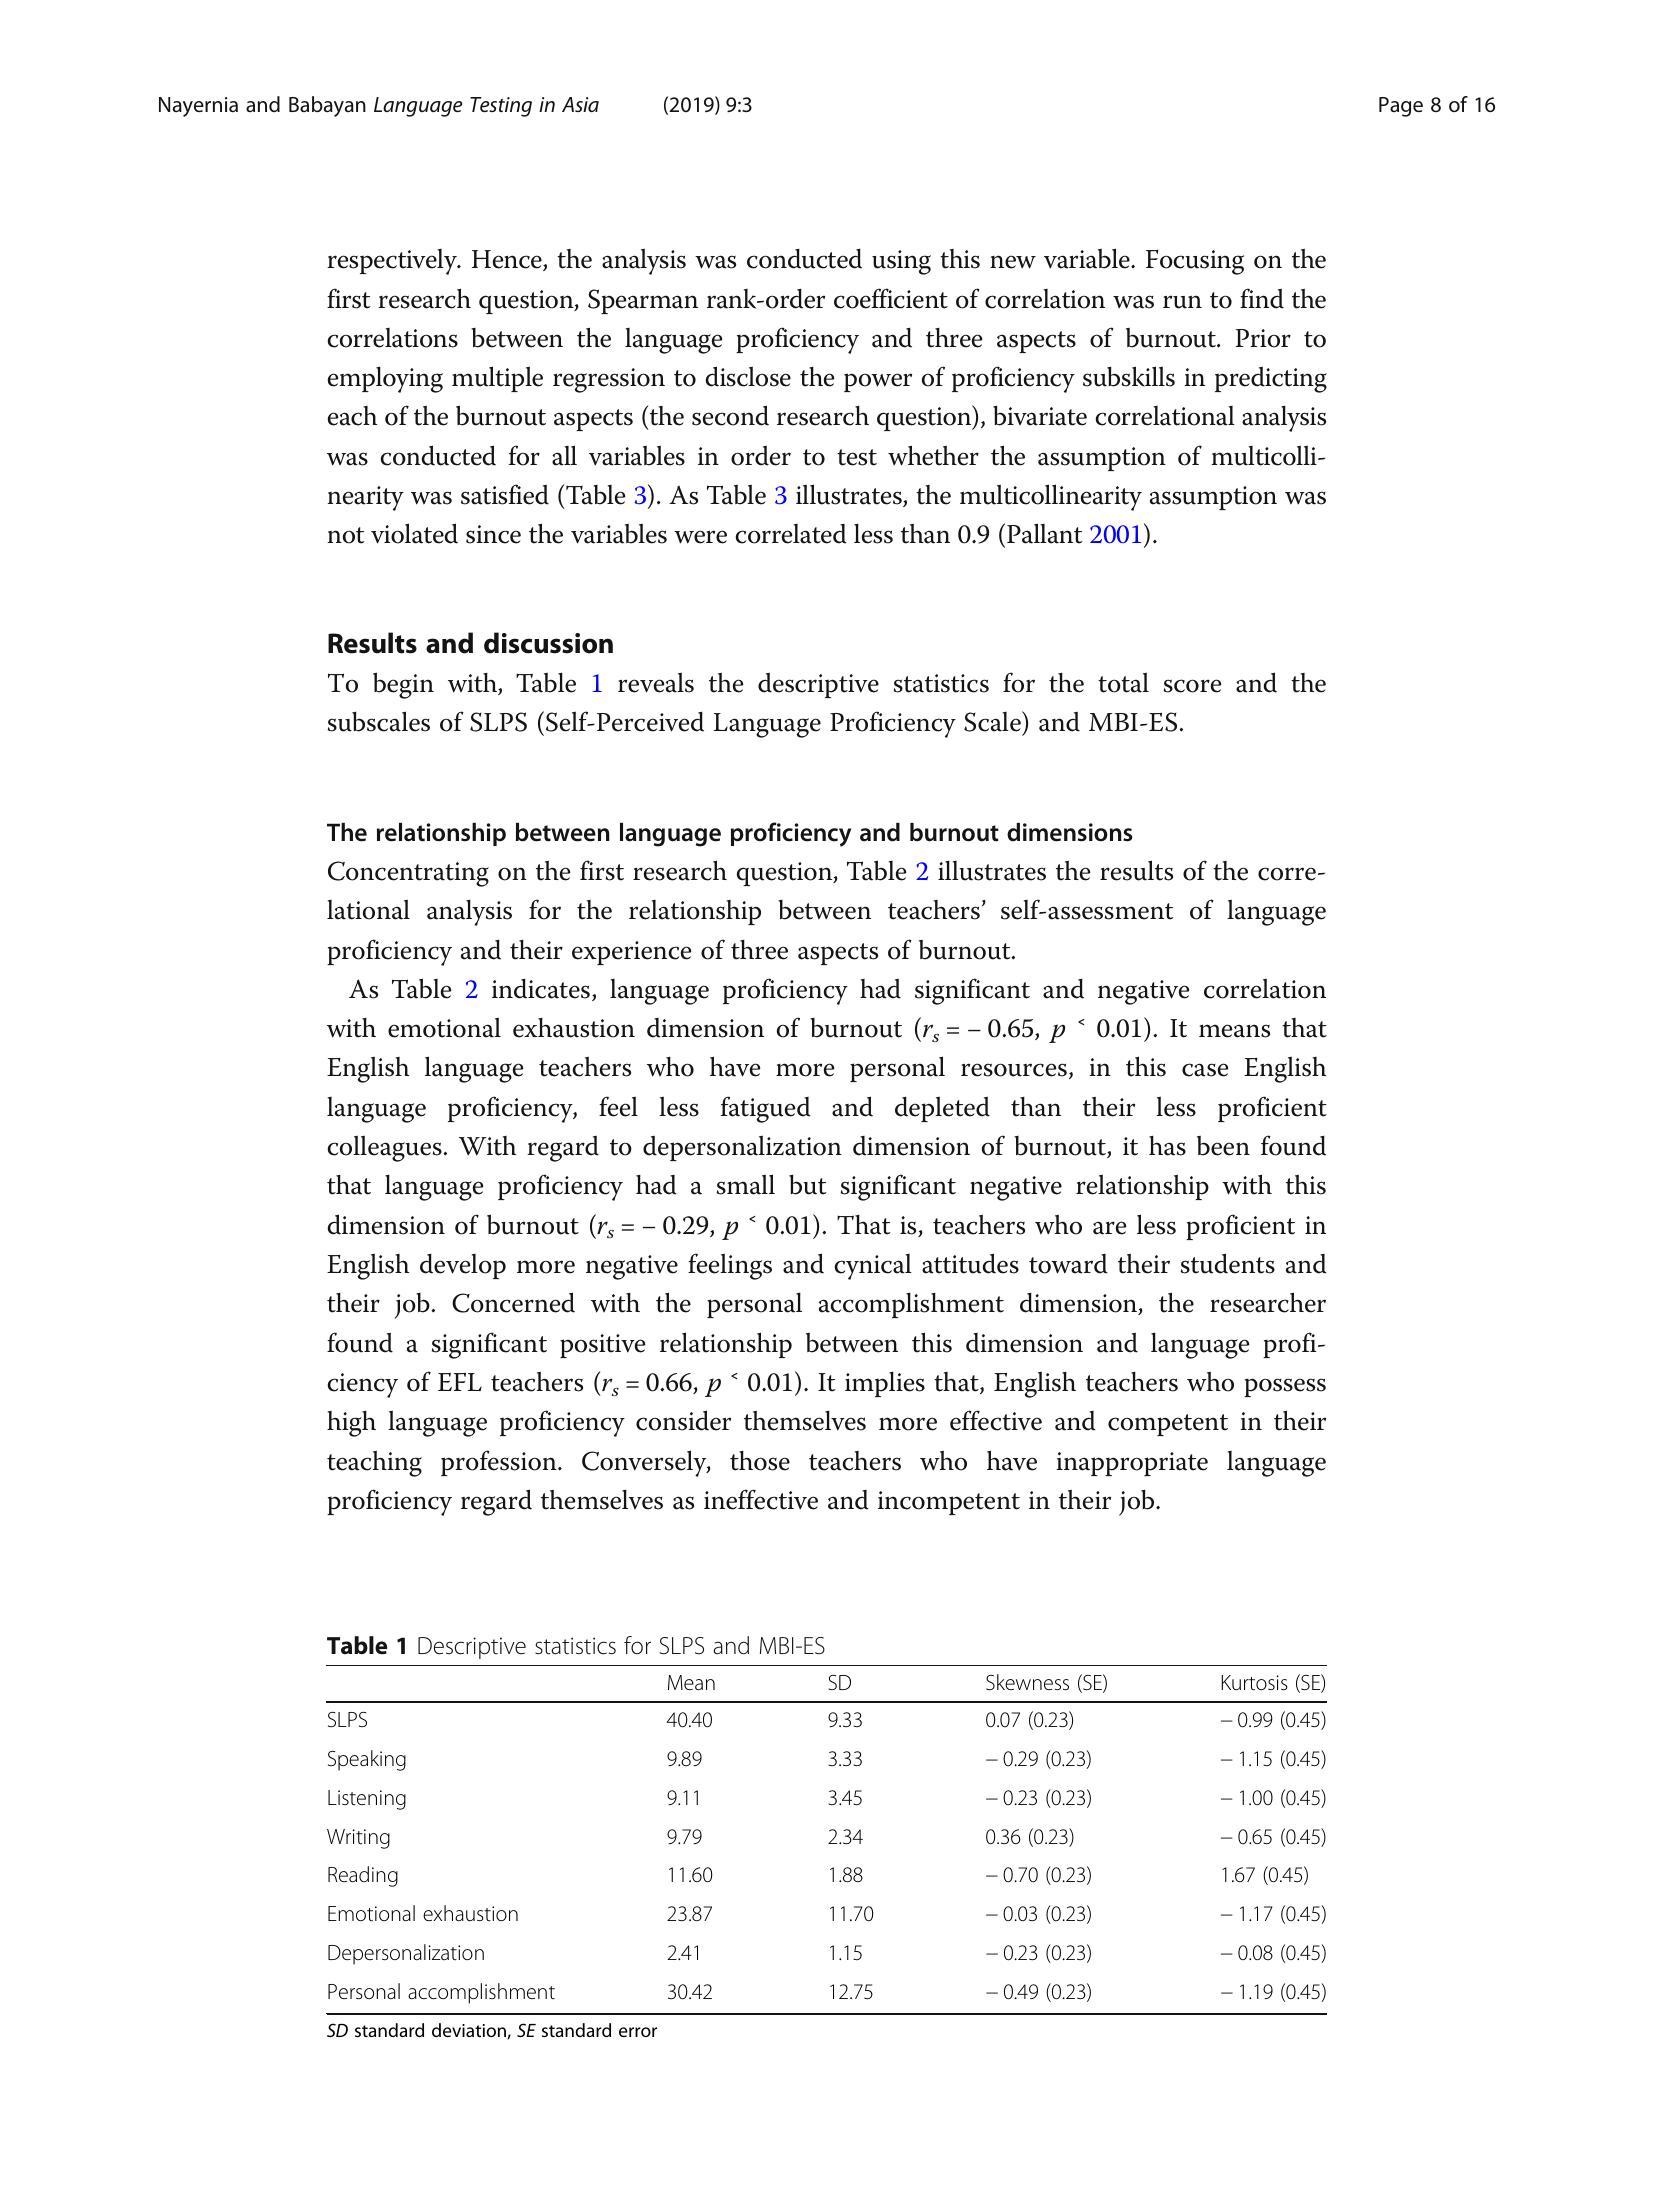 Nayernia and Babayan Language Testing in Asia (2019) 9:3 Page 8 of 16
respectively. Hence, the analysis was conducted using this new variable. Focusing on the
first research question, Spearman rank-order coefficient of correlation was run to find the
correlations between the language proficiency and three aspects of burnout. Prior to
employing multiple regression to disclose the power of proficiency subskills in predicting
each of the burnout aspects (the second research question), bivariate correlational analysis
was conducted for all variables in order to test whether the assumption of multicolli-
nearity was satisfied (Table 3). As Table 3 illustrates, the multicollinearity assumption was
not violated since the variables were correlated less than 0.9 (Pallant 2001).
Results and discussion
To begin with, Table 1 reveals the descriptive statistics for the total score and the
subscales of SLPS (Self-Perceived Language Proficiency Scale) and MBI-ES.
The relationship between language proficiency and burnout dimensions
Concentrating on the first research question, Table 2 illustrates the results of the corre-
lational analysis for the relationship between teachers’ self-assessment of language
proficiency and their experience of three aspects of burnout.
As Table 2 indicates, language proficiency had significant and negative correlation
with emotional exhaustion dimension of burnout (rs = − 0.65, p < 0.01). It means that
English language teachers who have more personal resources, in this case English
language proficiency, feel less fatigued and depleted than their less proficient
colleagues. With regard to depersonalization dimension of burnout, it has been found
that language proficiency had a small but significant negative relationship with this
dimension of burnout (rs = − 0.29, p < 0.01). That is, teachers who are less proficient in
English develop more negative feelings and cynical attitudes toward their students and
their job. Concerned with the personal accomplishment dimension, the researcher
found a significant positive relationship between this dimension and language profi-
ciency of EFL teachers (rs = 0.66, p < 0.01). It implies that, English teachers who possess
high language proficiency consider themselves more effective and competent in their
teaching profession. Conversely, those teachers who have inappropriate language
proficiency regard themselves as ineffective and incompetent in their job.
Table 1 Descriptive statistics for SLPS and MBI-ES
Mean SD Skewness (SE) Kurtosis (SE)
SLPS 40.40 9.33 0.07 (0.23) − 0.99 (0.45)
Speaking 9.89 3.33 − 0.29 (0.23) − 1.15 (0.45)
Listening 9.11 3.45 − 0.23 (0.23) − 1.00 (0.45)
Writing 9.79 2.34 0.36 (0.23) − 0.65 (0.45)
Reading 11.60 1.88 − 0.70 (0.23) 1.67 (0.45)
Emotional exhaustion 23.87 11.70 − 0.03 (0.23) − 1.17 (0.45)
Depersonalization 2.41 1.15 − 0.23 (0.23) − 0.08 (0.45)
Personal accomplishment 30.42 12.75 − 0.49 (0.23) − 1.19 (0.45)
SD standard deviation, SE standard error